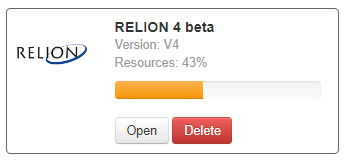 RELION
RELION 4 beta
Version: V4
Resources: 43%
Open Delete